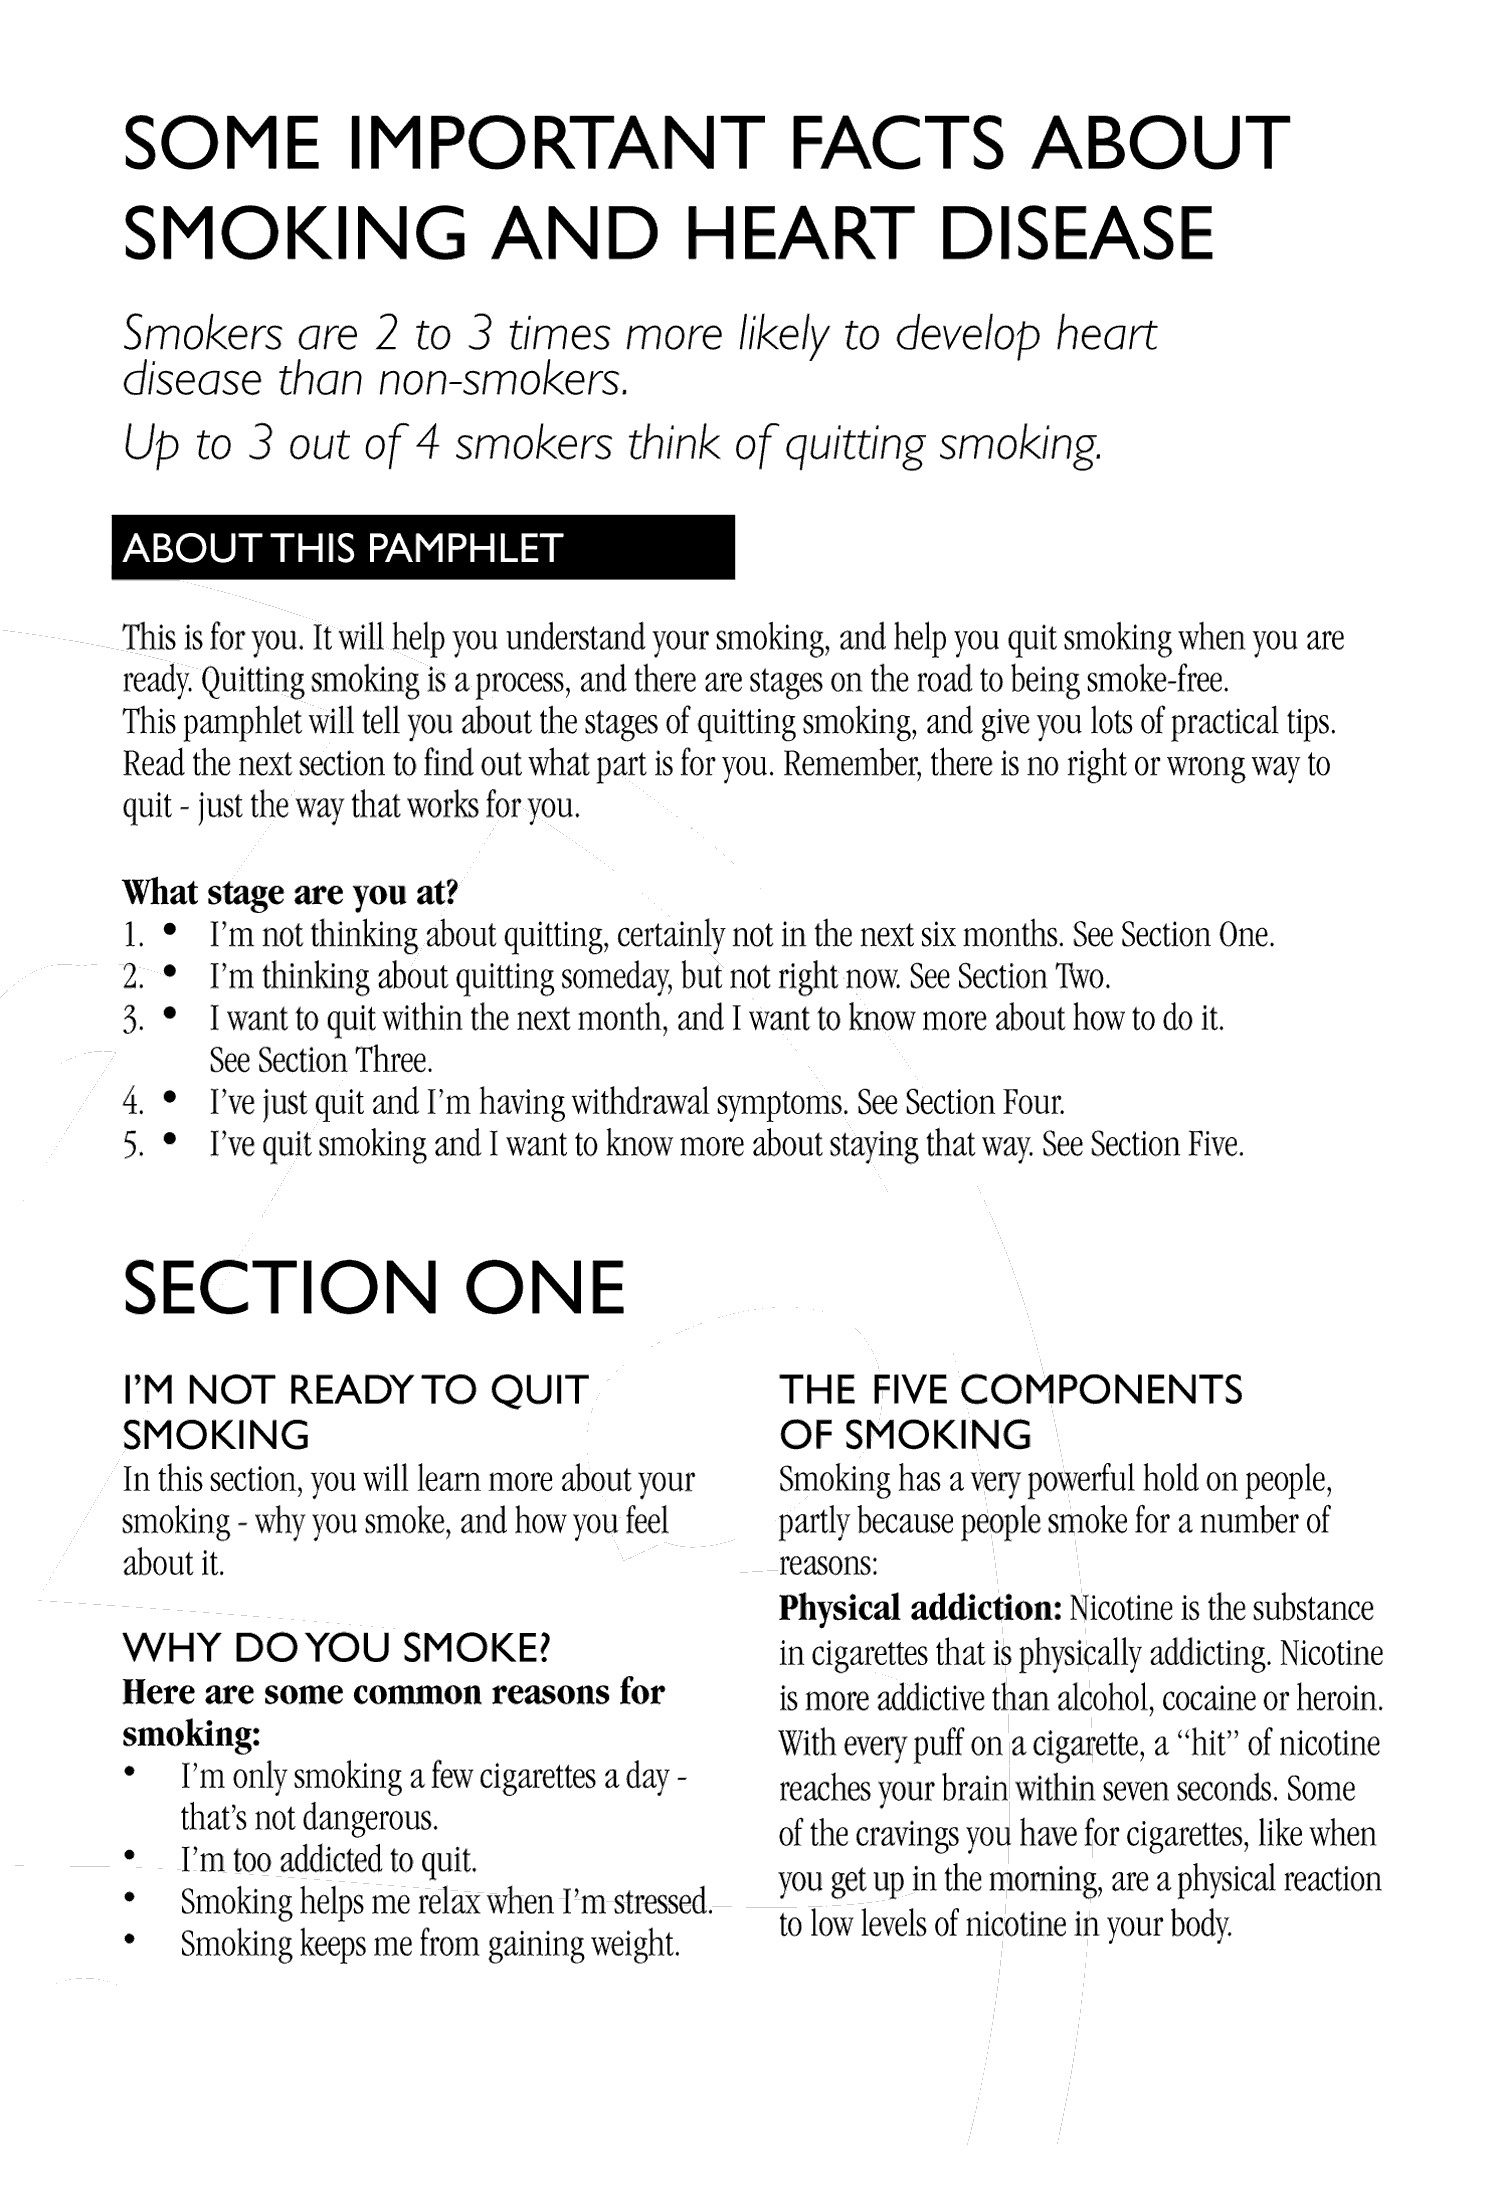 SOME IMPORTANT FACTS ABOUT
SMOKING AND HEART DISEASE
Smokers are 2 to 3 times more likely to develop heart
disease than non-smokers.
Up to 3 out of 4 smokers think of quitting smoking.
ABOUT THIS PAMPHLET
This is for you. It will help you understand your smoking, and help you quit smoking when you are
ready. Quitting smoking is a process, and there are stages on the road to being smoke-free.
This pamphlet will tell you about the stages of quitting smoking, and give you lots of practical tips.
Read the next section to find out what part is for you. Remember, there is no right or wrong way to
quit - just the way that works for you.
What stage are you at?
1. • I’m not thinking about quitting, certainly not in the next six months. See Section One.
2. • I’m thinking about quitting someday, but not right now. See Section Two.
3. • I want to quit within the next month, and I want to know more about how to do it.
See Section Three.
4. • I’ve just quit and I’m having withdrawal symptoms. See Section Four.
5. • I’ve quit smoking and I want to know more about staying that way. See Section Five.
SECTION ONE
I’M NOT READY TO QUIT
SMOKING
In this section, you will learn more about your
smoking - why you smoke, and how you feel
about it.
WHY DO YOU SMOKE?
Here are some common reasons for
smoking:
• I’m only smoking a few cigarettes a day -
that’s not dangerous.
• I’m too addicted to quit.
• Smoking helps me relax when I’m stressed.
• Smoking keeps me from gaining weight.
THE FIVE COMPONENTS
OF SMOKING
Smoking has a very powerful hold on people,
partly because people smoke for a number of
reasons:
Physical addiction: Nicotine is the substance
in cigarettes that is physically addicting. Nicotine
is more addictive than alcohol, cocaine or heroin.
With every puff on a cigarette, a “hit” of nicotine
reaches your brain within seven seconds. Some
of the cravings you have for cigarettes, like when
you get up in the morning, are a physical reaction
to low levels of nicotine in your body.